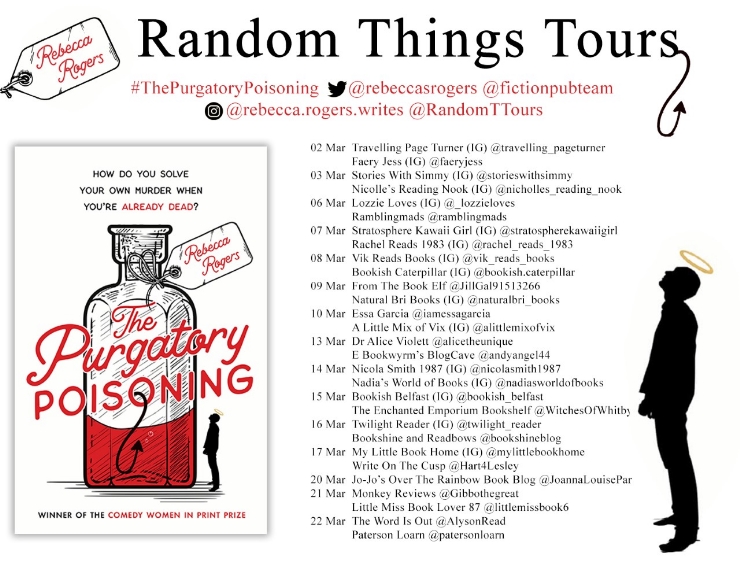 Rebecca
Rogers
Random Things Tours
#ThePurgatoryPoisoning @rebeccasrogers @fictionpubteam
@rebecca.rogers.writes @RandomTTours
HOW DO YOU SOLVE
YOUR OWN MURDER WHEN
YOU'RE ALREADY DEAD?
Rebecca
Rogers
The
Purgatory
POISONING
WINNER OF THE COMEDY WOMEN IN PRINT PRIZE
02 Mar Travelling Page Turner (IG) @travelling_pageturner
Faery Jess (IG) @faeryjess
03 Mar Stories With Simmy (IG) @storieswithsimmy
Nicolle's Reading Nook (IG) @nicholles_reading_nook
06 Mar Lozzie Loves (IG) @_lozzieloves
Ramblingmads @ramblingmads
07 Mar Stratosphere Kawaii Girl (IG) @stratospherekawaiigirl
Rachel Reads 1983 (IG) @rachel_reads_1983
08 Mar Vik Reads Books (IG) @vik_reads_books
Bookish Caterpillar (IG) @bookish.caterpillar
09 Mar From The Book Elf @JillGal91513266
Natural Bri Books (IG) @naturalbri_books
10 Mar Essa Garcia @iamessagarcia
A Little Mix of Vix (IG) @alittlemixofvix
13 Mar Dr Alice Violett @alicetheunique
E Bookwyrm's BlogCave @andyangel44
14 Mar Nicola Smith 1987 (IG) @nicolasmith1987
Nadia's World of Books (IG) @nadiasworldofbooks
15 Mar Bookish Belfast (IG) @bookish_belfast
The Enchanted Emporium Bookshelf @WitchesOfWhitby
16 Mar Twilight Reader (IG) @twilight_reader
Bookshine and Readbows @bookshineblog
17 Mar My Little Book Home (IG) @mylittlebookhome
Write On The Cusp @Hart4Lesley
20 Mar Jo-Jo's Over The Rainbow Book Blog @JoannaLouisePar
21 Mar Monkey Reviews @Gibbothegreat
Little Miss Book Lover 87 @littlemissbook6
22 Mar The Word Is Out @AlysonRead
Paterson Loarn @patersonloarn